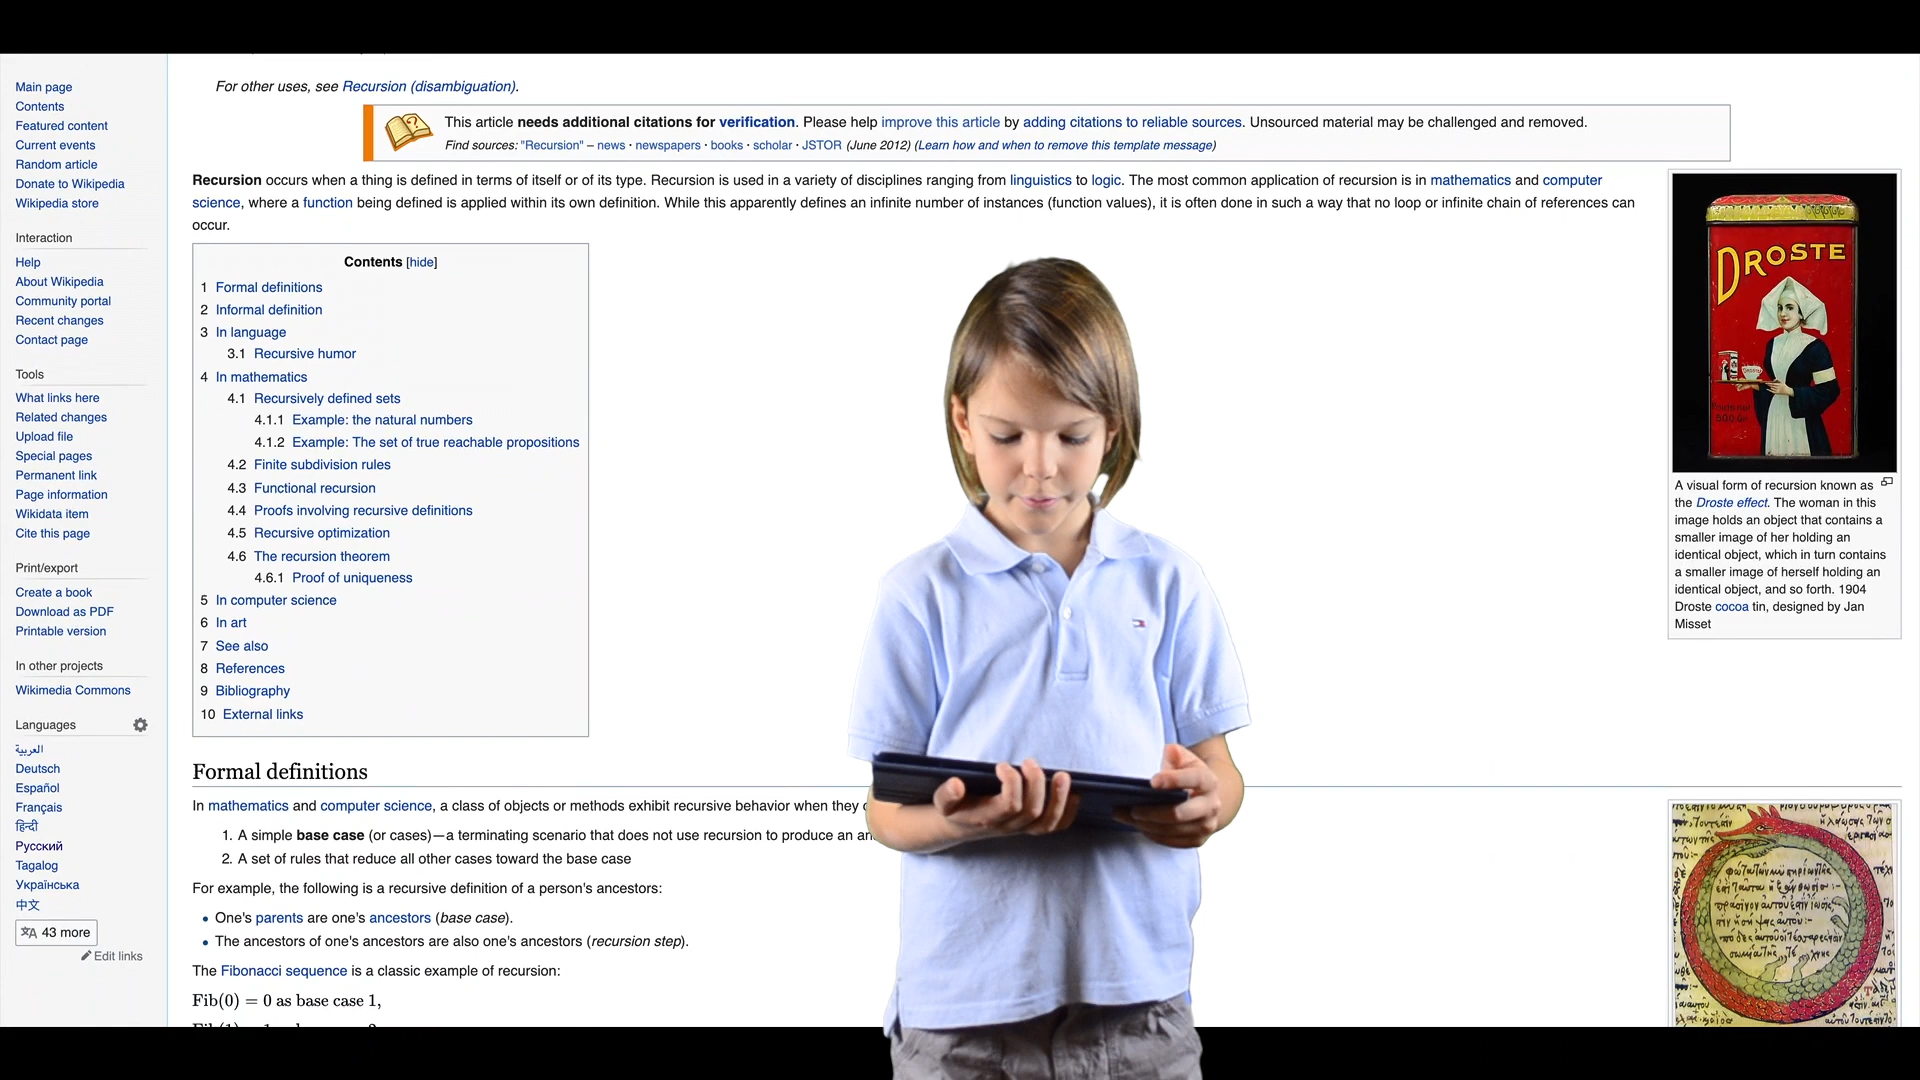 Main page
Contents
Featured content
Current events
Random article
Donate to Wikipedia
Wikipedia store
Interaction
Help
About Wikipedia
Community portal
Recent changes
Contact page
Tools
What links here
Related changes
Upload file
Special pages
Permanent link
Page information
Wikidata item
Cite this page
Print/export
Create a book
Download as PDF
Printable version
In other projects
Wikimedia Commons
Languages
العربية
Deutsch
Español
Français
हिन्दी
Русский
Tagalog
Українська
中文
43 more
Edit links
For other uses, see Recursion (disambiguation).
This article needs additional citations for verification. Please help improve this article by adding citations to reliable sources. Unsourced material may be challenged and removed.
Find sources: "Recursion" – news · newspapers · books · scholar · JSTOR (June 2012) (Learn how and when to remove this template message)
Recursion occurs when a thing is defined in terms of itself or of its type. Recursion is used in a variety of disciplines ranging from linguistics to logic. The most common application of recursion is in mathematics and computer
science, where a function being defined is applied within its own definition. While this apparently defines an infinite number of instances (function values), it is often done in such a way that no loop or infinite chain of references can
occur.
Contents [hide]
1 Formal definitions
2 Informal definition
3 In language
3.1 Recursive humor
4 In mathematics
4.1 Recursively defined sets
4.1.1 Example: the natural numbers
4.1.2 Example: The set of true reachable propositions
4.2 Finite subdivision rules
4.3 Functional recursion
4.4 Proofs involving recursive definitions
4.5 Recursive optimization
4.6 The recursion theorem
4.6.1 Proof of uniqueness
5 In computer science
6 In art
7 See also
8 References
9 Bibliography
10 External links
Formal definitions
In mathematics and computer science, a class of objects or methods exhibit recursive behavior when they
1. A simple base case (or cases)—a terminating scenario that does not use recursion to produce an
2. A set of rules that reduce all other cases toward the base case
For example, the following is a recursive definition of a person's ancestors:
• One's parents are one's ancestors (base case).
• The ancestors of one's ancestors are also one's ancestors (recursion step).
The Fibonacci sequence is a classic example of recursion:
Fib(0) = 0 as base case 1,
DROSTE
A visual form of recursion known as
the Droste effect. The woman in this
image holds an object that contains a
smaller image of her holding an
identical object, which in turn contains
a smaller image of herself holding an
identical object, and so forth. 1904
Droste cocoa tin, designed by Jan
Misset